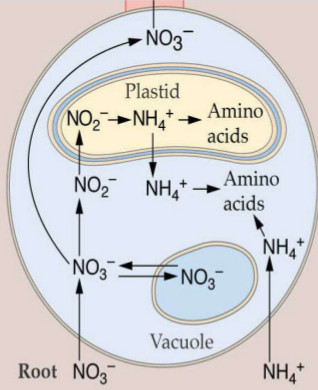 NO₃⁻
Plastid
NO₂⁻ NH₄⁺ Amino
acids
NO₂⁻ NH₄⁺ Amino
acids
NH₄⁺
NO₃⁻ NO₃⁻
Vacuole
Root NO₃⁻ NH₄⁺